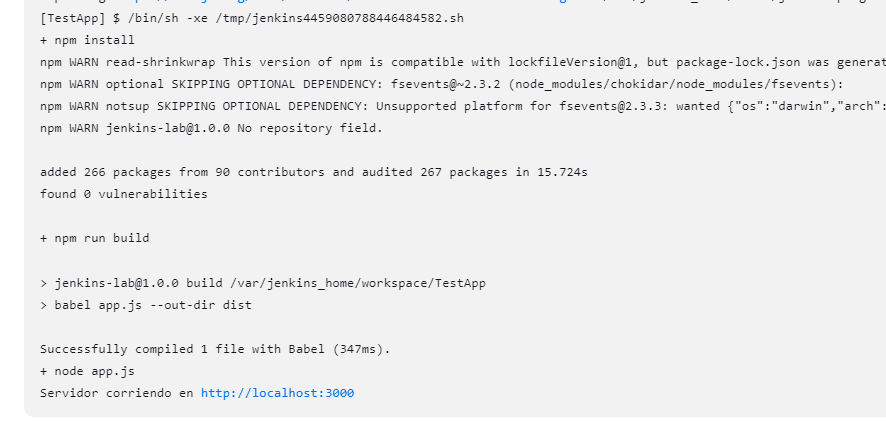 [TestApp] $ /bin/sh -xe /tmp/jenkins4459080788446484582.sh
+ npm install
npm WARN read-shrinkwrap This version of npm is compatible with lockfileVersion@1, but package-lock.json was generat
npm WARN optional SKIPPING OPTIONAL DEPENDENCY: fsevents@~2.3.2 (node_modules/chokidar/node_modules/fsevents):
npm WARN notsup SKIPPING OPTIONAL DEPENDENCY: Unsupported platform for fsevents@2.3.3: wanted {"os":"darwin","arch":
npm WARN jenkins-lab@1.0.0 No repository field.
added 266 packages from 90 contributors and audited 267 packages in 15.724s
found 0 vulnerabilities
+ npm run build
> jenkins-lab@1.0.0 build /var/jenkins_home/workspace/TestApp
> babel app.js --out-dir dist
Successfully compiled 1 file with Babel (347ms).
+ node app.js
Servidor corriendo en http://localhost:3000